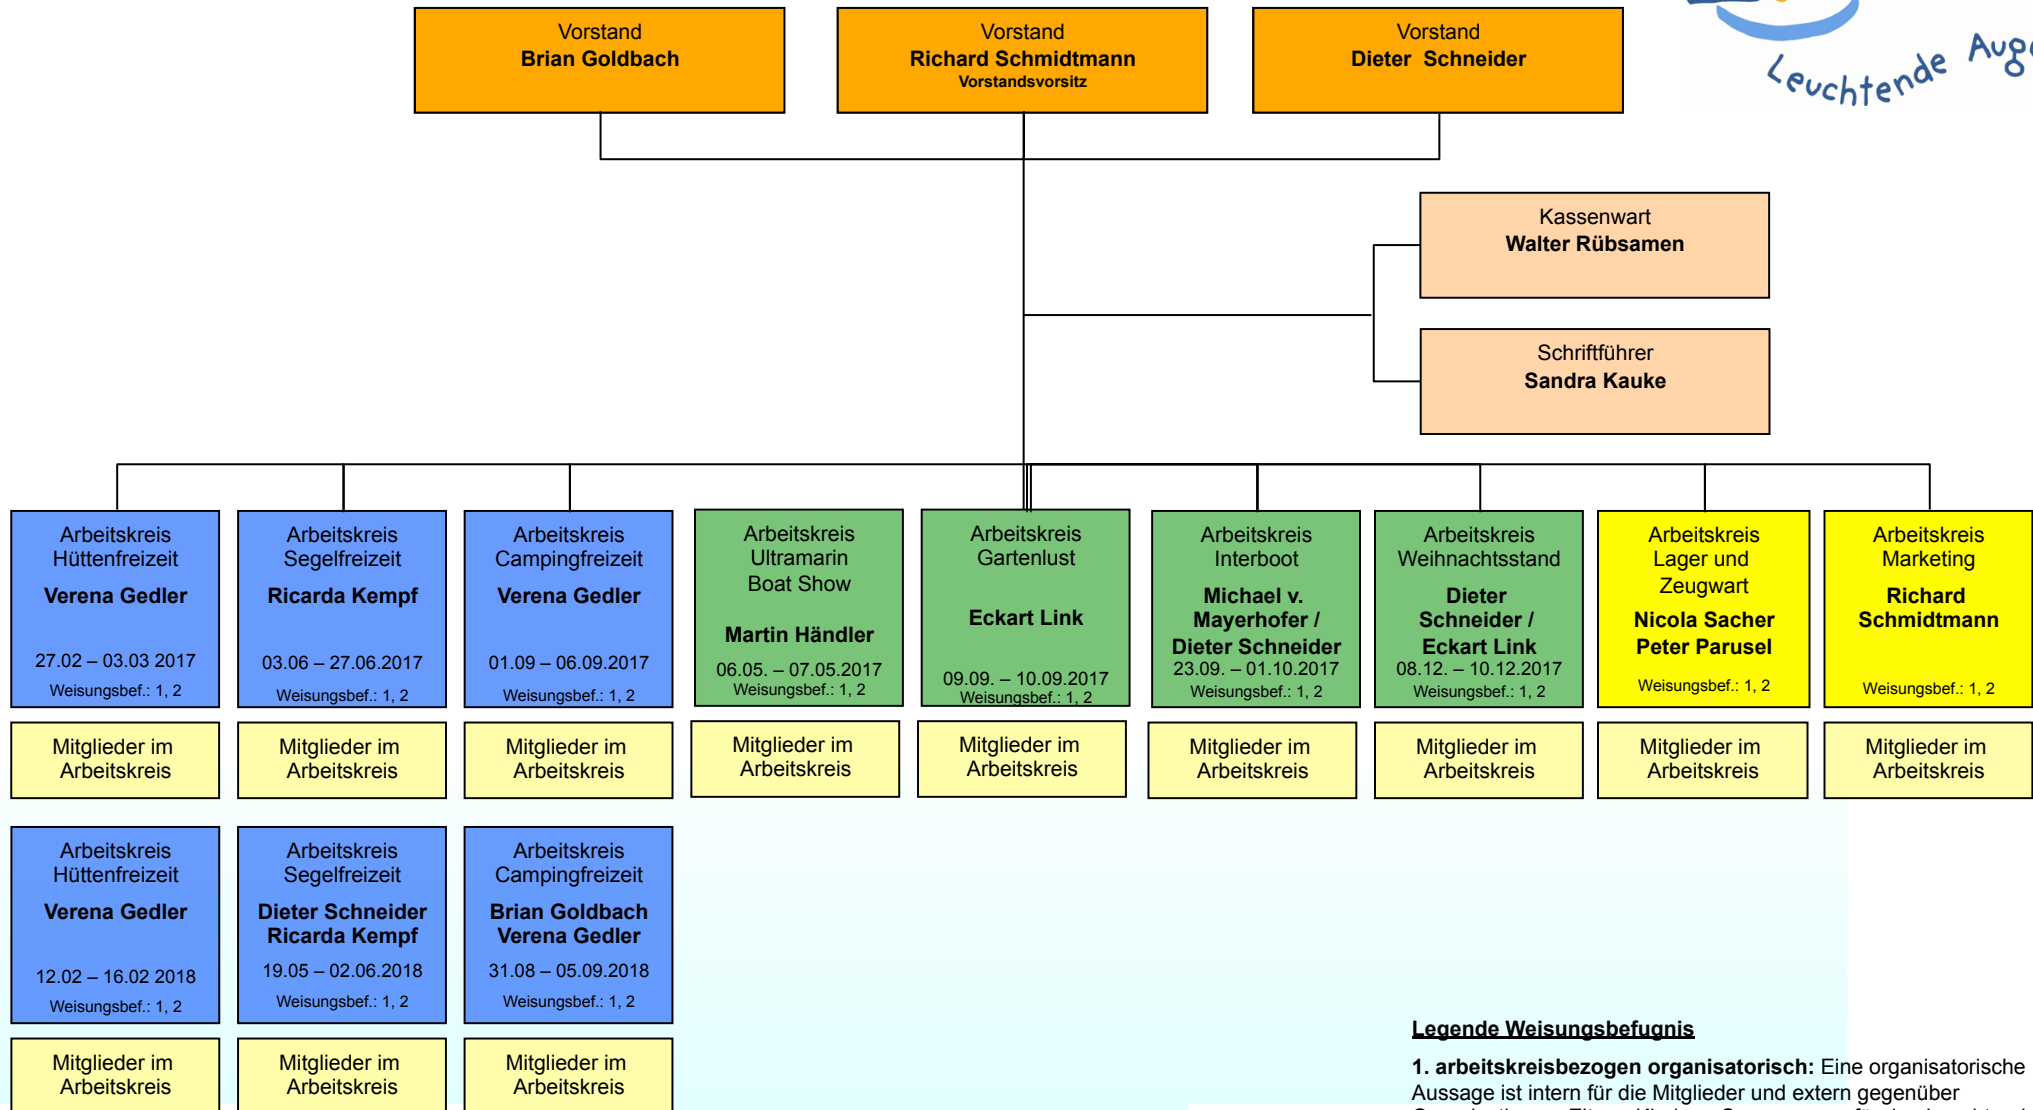 Vorstand
Brian Goldbach
Vorstand
Richard Schmidtmann
Vorstandsvorsitz
Vorstand
Dieter Schneider
Leuchtende
Kassenwart
Walter Rübsamen
Schriftführer
Sandra Kauke
Arbeitskreis
Hüttenfreizeit
Verena Gedler
27.02 – 03.03 2017
Weisungsbef.: 1, 2
Arbeitskreis
Segelfreizeit
Ricarda Kempf
03.06 – 27.06.2017
Weisungsbef.: 1, 2
Arbeitskreis
Campingfreizeit
Verena Gedler
01.09 – 06.09.2017
Weisungsbef.: 1, 2
Arbeitskreis
Ultramarin
Boat Show
Martin Händler
06.05. – 07.05.2017
Weisungsbef.: 1, 2
Arbeitskreis
Gartenlust
Eckart Link
09.09. – 10.09.2017
Weisungsbef.: 1, 2
Arbeitskreis
Interboot
Michael v.
Mayerhofer /
Dieter Schneider
23.09. – 01.10.2017
Weisungsbef.: 1, 2
Arbeitskreis
Weihnachtsstand
Dieter
Schneider /
Eckart Link
08.12. – 10.12.2017
Weisungsbef.: 1, 2
Arbeitskreis
Lager und
Zeugwart
Nicola Sacher
Peter Parusel
Weisungsbef.: 1, 2
Arbeitskreis
Marketing
Richard
Schmidtmann
Weisungsbef.: 1, 2
Mitglieder im
Arbeitskreis
Mitglieder im
Arbeitskreis
Mitglieder im
Arbeitskreis
Mitglieder im
Arbeitskreis
Mitglieder im
Arbeitskreis
Mitglieder im
Arbeitskreis
Mitglieder im
Arbeitskreis
Mitglieder im
Arbeitskreis
Mitglieder im
Arbeitskreis
Arbeitskreis
Hüttenfreizeit
Verena Gedler
12.02 – 16.02 2018
Weisungsbef.: 1, 2
Arbeitskreis
Segelfreizeit
Dieter Schneider
Ricarda Kempf
19.05 – 02.06.2018
Weisungsbef.: 1, 2
Arbeitskreis
Campingfreizeit
Brian Goldbach
Verena Gedler
31.08 – 05.09.2018
Weisungsbef.: 1, 2
Mitglieder im
Arbeitskreis
Mitglieder im
Arbeitskreis
Mitglieder im
Arbeitskreis
Legende Weisungsbefugnis
1. arbeitskreisbezogen organisatorisch: Eine organisatorische
Aussage ist intern für die Mitglieder und extern gegenüber